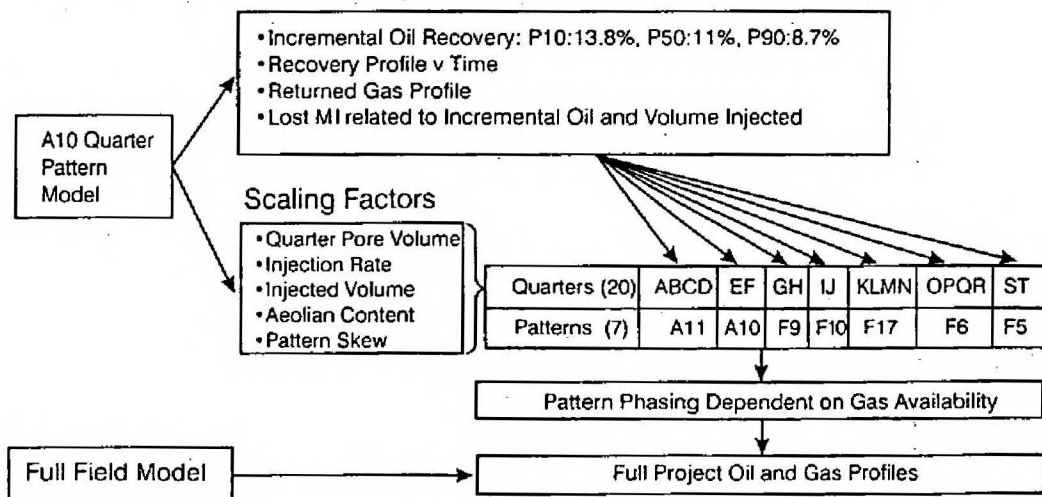 •Incremental Oil Recovery: P10:13.8%, P50:11%, P90:8.7%
•Recovery Profile v Time
•Returned Gas Profile
•Lost MI related to Incremental Oil and Volume Injected
A10 Quarter
Pattern
Model
Scaling Factors
•Quarter Pore Volume
•Injection Rate
•Injected Volume
•Aeolian Content
•Pattern Skew
Quarters (20) ABCD EF GH IJ KLMN OPQR ST
Patterns (7) A11 A10 F9 F10 F17 F6 F5
Pattern Phasing Dependent on Gas Availability
Full Field Model
Full Project Oil and Gas Profiles